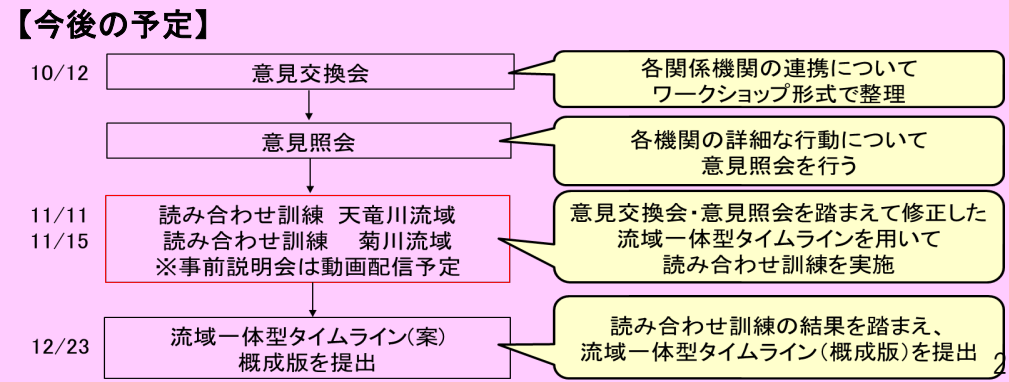 【今後の予定】
10/12
意見交換会
各関係機関の連携について
ワークショップ形式で整理
意見照会
各機関の詳細な行動について
意見照会を行う
11/11
読み合わせ訓練 天竜川流域
11/15
読み合わせ訓練 菊川流域
※事前説明会は動画配信予定
意見交換会・意見照会を踏まえて修正した
流域一体型タイムラインを用いて
読み合わせ訓練を実施
12/23
流域一体型タイムライン(案)
概成版を提出
読み合わせ訓練の結果を踏まえ、
流域一体型タイムライン(概成版)を提出
2